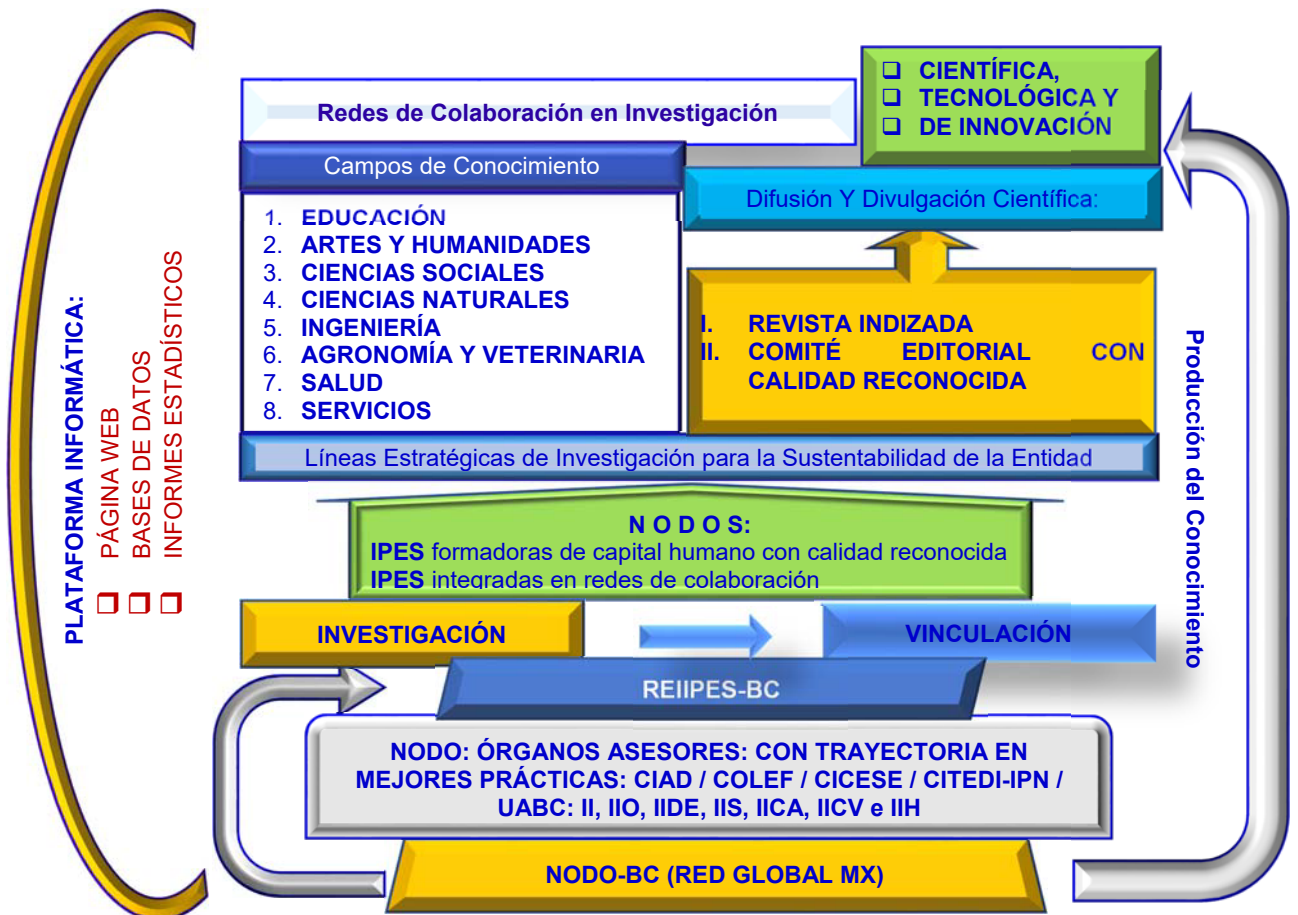 PLATAFORMA INFORMÁTICA:
❑ PÁGINA WEB
❑ BASES DE DATOS
❑ INFORMES ESTADÍSTICOS
Redes de Colaboración en Investigación
❑ CIENTÍFICA,
❑ TECNOLÓGICA Y
❑ DE INNOVACIÓN
Campos de Conocimiento
1. EDUCACIÓN
2. ARTES Y HUMANIDADES
3. CIENCIAS SOCIALES
4. CIENCIAS NATURALES
5. INGENIERÍA
6. AGRONOMÍA Y VETERINARIA
7. SALUD
8. SERVICIOS
Difusión Y Divulgación Científica:
I. REVISTA INDIZADA
II. COMITÉ EDITORIAL CON
CALIDAD RECONOCIDA
Líneas Estratégicas de Investigación para la Sustentabilidad de la Entidad
N O D O S:
IPES formadoras de capital humano con calidad reconocida
IPES integradas en redes de colaboración
INVESTIGACIÓN
VINCULACIÓN
REIIPES-BC
NODO: ÓRGANOS ASESORES: CON TRAYECTORIA EN
MEJORES PRÁCTICAS: CIAD / COLEF / CICESE / CITEDI-IPN /
UABC: II, IIO, IIDE, IIS, IICA, IICV e IIH
NODO-BC (RED GLOBAL MX)
Producción del Conocimiento